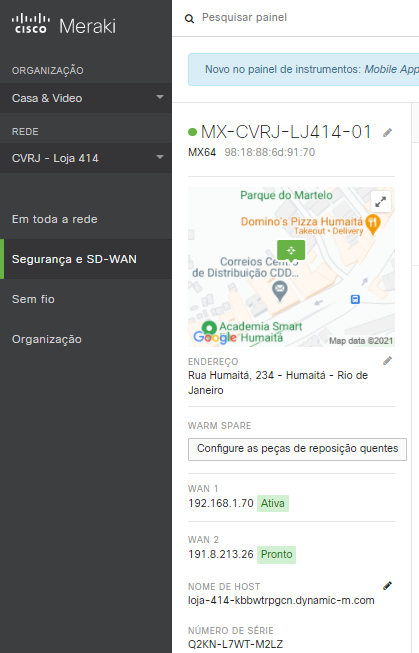 CISCO Meraki
ORGANIZAÇÃO
Casa & Video
REDE
CVRJ - Loja 414
Em toda a rede
Segurança e SD-WAN
Sem fio
Organização
Pesquisar painel
Novo no painel de instrumentos: Mobile App
MX-CVRJ-LJ414-01
MX64 98:18:88:6d:91:70
Parque do Martelo
Domino's Pizza Humaitá
Takeout • Delivery
Correios Centro
de Distribuição CDD...
Academia Smart
Humaitá
Google
Map data ©2021
ENDEREÇO
Rua Humaitá, 234 - Humaitá - Rio de
Janeiro
WARM SPARE
Configure as peças de reposição quentes
WAN 1
192.168.1.70 Ativa
WAN 2
191.8.213.26 Pronto
NOME DE HOST
loja-414-kbbwtrpgcn.dynamic-m.com
NÚMERO DE SÉRIE
Q2KN-L7WT-M2LZ